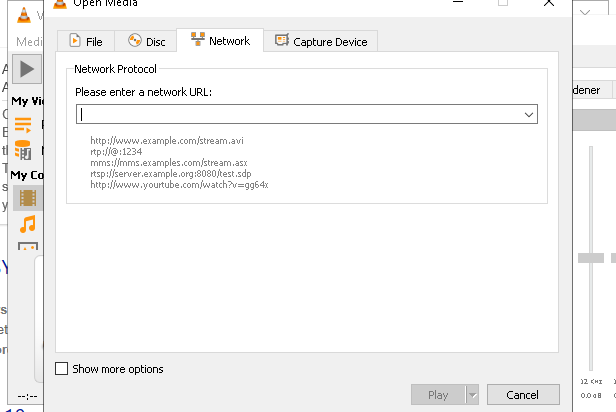 Open Media
Medi
File
Disc
Network
Capture Device
dener
Network Protocol
Please enter a network URL:
My Vi
http://www.example.com/stream.avi
rtp://@:1234
mms://mms.examples.com/stream.asx
rtsp://server.example.org:8080/test.sdp
http://www.yourtube.com/watch?v=gg64x
My Co
Show more options
Play
Cancel
--:--
12 KHz
0.0 dB